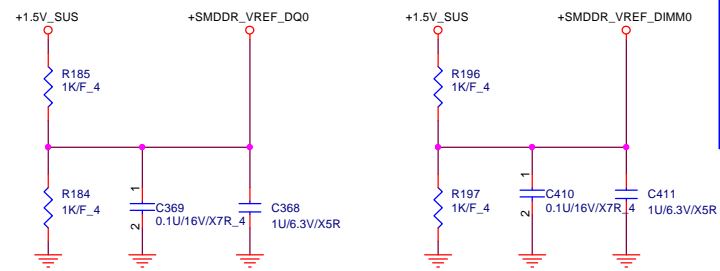 +1.5V_SUS
+SMDDR_VREF_DQ0
R185
1K/F_4
R184
1K/F_4
1
2
C369
0.1U/16V/X7R_4
C368
1U/6.3V/X5R
+1.5V_SUS
+SMDDR_VREF_DIMM0
R196
1K/F_4
R197
1K/F_4
1
2
C410
0.1U/16V/X7R_4
C411
1U/6.3V/X5R